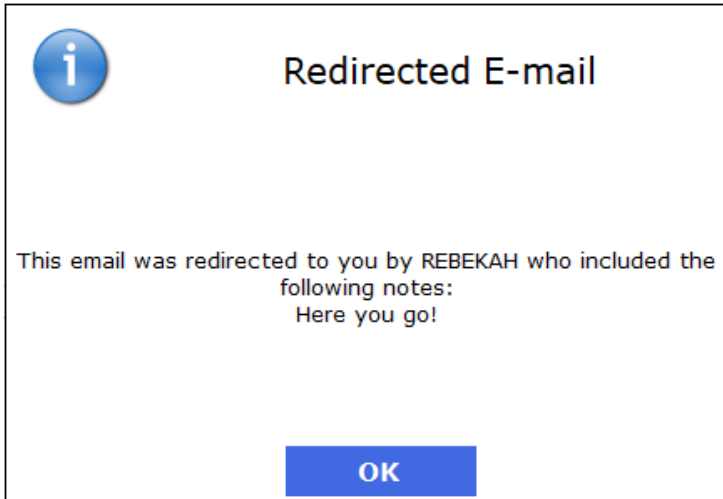 Redirected E-mail
This email was redirected to you by REBEKAH who included the
following notes:
Here you go!
OK